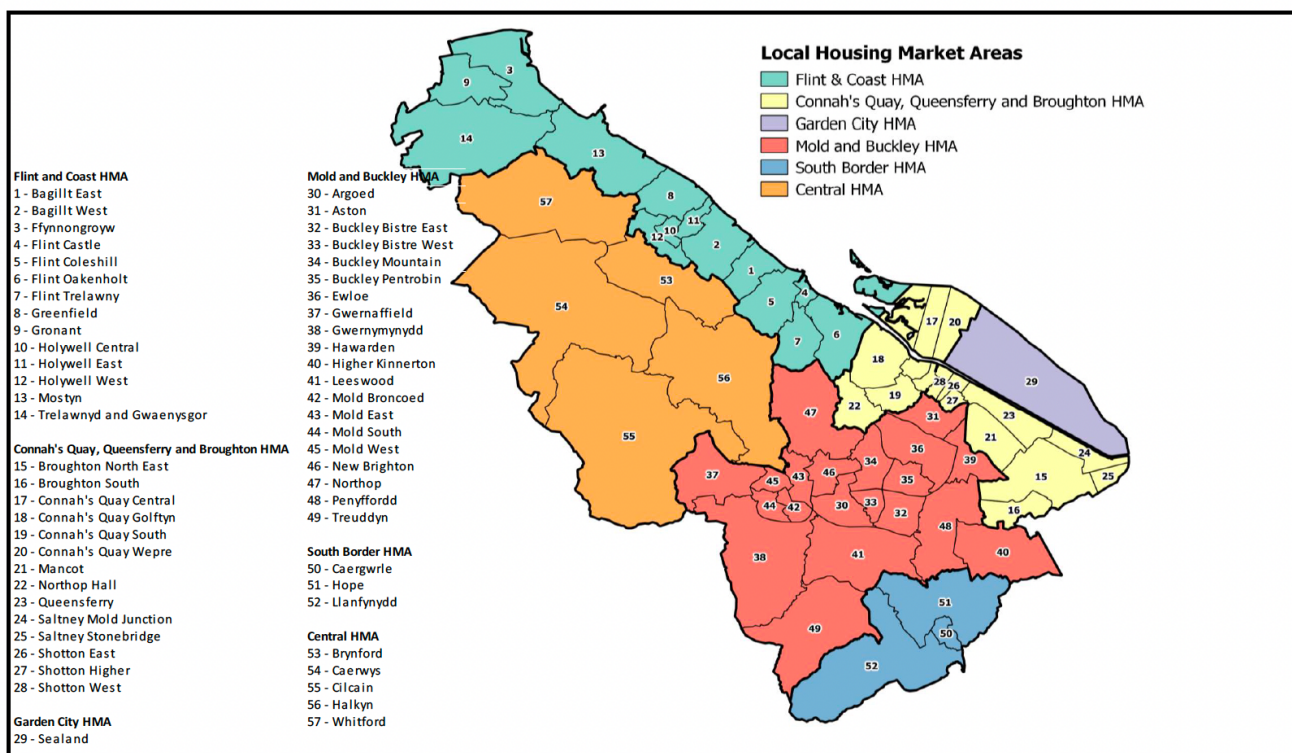 Local Housing Market Areas
Flint & Coast HMA
Connah's Quay, Queensferry and Broughton HMA
Garden City HMA
Mold and Buckley HMA
South Border HMA
Central HMA
Flint and Coast HMA
1 - Bagillt East
2 - Bagillt West
3 - Ffynnongroyw
4 - Flint Castle
5 - Flint Coleshill
6 - Flint Oakenholt
7 - Flint Trelawny
8 - Greenfield
9 - Gronant
10 - Holywell Central
11 - Holywell East
12 - Holywell West
13 - Mostyn
14 - Trelawnyd and Gwaenysgor
Connah's Quay, Queensferry and Broughton HMA
15 - Broughton North East
16 - Broughton South
17 - Connah's Quay Central
18 - Connah's Quay Golftyn
19 - Connah's Quay South
20 - Connah's Quay Wepre
21 - Mancot
22 - Northop Hall
23 - Queensferry
24 - Saltney Mold Junction
25 - Saltney Stonebridge
26 - Shotton East
27 - Shotton Higher
28 - Shotton West
Garden City HMA
29 - Sealand
Mold and Buckley HMA
30 - Argoed
31 - Aston
32 - Buckley Bistre East
33 - Buckley Bistre West
34 - Buckley Mountain
35 - Buckley Pentrobin
36 - Ewloe
37 - Gwernaffield
38 - Gwernymynydd
39 - Hawarden
40 - Higher Kinnerton
41 - Leeswood
42 - Mold Broncoed
43 - Mold East
44 - Mold South
45 - Mold West
46 - New Brighton
47 - Northop
48 - Penyffordd
49 - Treuddyn
South Border HMA
50 - Caergwrle
51 - Hope
52 - Llanfynydd
Central HMA
53 - Brynford
54 - Caerwys
55 - Cilcain
56 - Halkyn
57 - Whitford
3
9
14
13
57
8
11
10
12
2
1
53
4
54
5
6
7
17
20
18
29
28
26
56
19
27
22
47
31
23
55
21
36
24
34
39
37
43
46
15
25
45
35
44
42
30
33
32
16
48
38
41
40
51
49
50
52